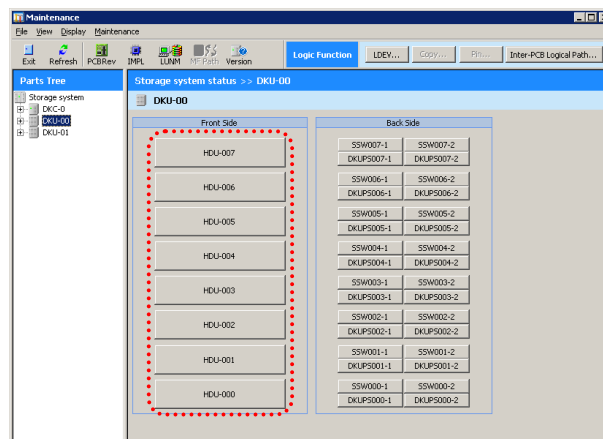 Maintenance
File View Display Maintenance
Exit Refresh PCBRev IMPL LUNM MF Path Version Logic Function LDEV... Copy... Pin... Inter-PCB Logical Path...
Parts Tree
Storage system status >> DKU-00
Storage system
DKC-0
DKU-00
DKU-01
DKU-00
Front Side
HDU-007
HDU-006
HDU-005
HDU-004
HDU-003
HDU-002
HDU-001
HDU-000
Back Side
SSW007-1 SSW007-2
DKUPS007-1 DKUPS007-2
SSW006-1 SSW006-2
DKUPS006-1 DKUPS006-2
SSW005-1 SSW005-2
DKUPS005-1 DKUPS005-2
SSW004-1 SSW004-2
DKUPS004-1 DKUPS004-2
SSW003-1 SSW003-2
DKUPS003-1 DKUPS003-2
SSW002-1 SSW002-2
DKUPS002-1 DKUPS002-2
SSW001-1 SSW001-2
DKUPS001-1 DKUPS001-2
SSW000-1 SSW000-2
DKUPS000-1 DKUPS000-2